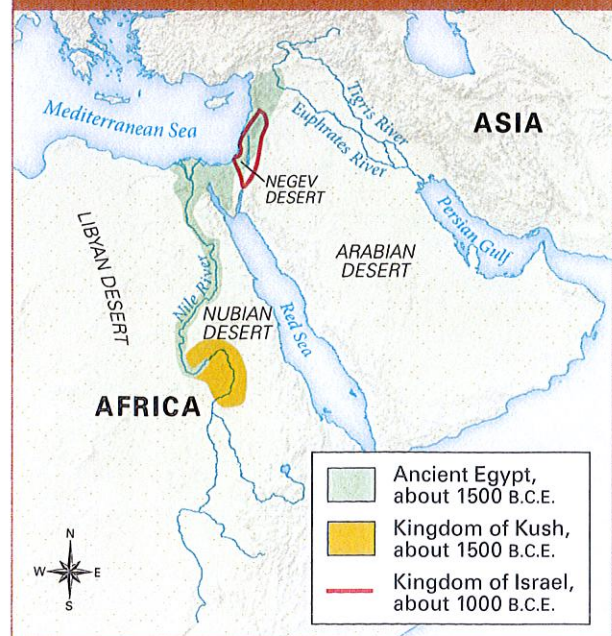 Mediterranean Sea
Tigris River
Euphrates River
ASIA
NEGEV
DESERT
Persian Gulf
LIBYAN DESERT
ARABIAN
DESERT
Nile River
NUBIAN
DESERT
Red Sea
AFRICA
Ancient Egypt,
about 1500 B.C.E.
Kingdom of Kush,
about 1500 B.C.E.
Kingdom of Israel,
about 1000 B.C.E.
N
W E
S